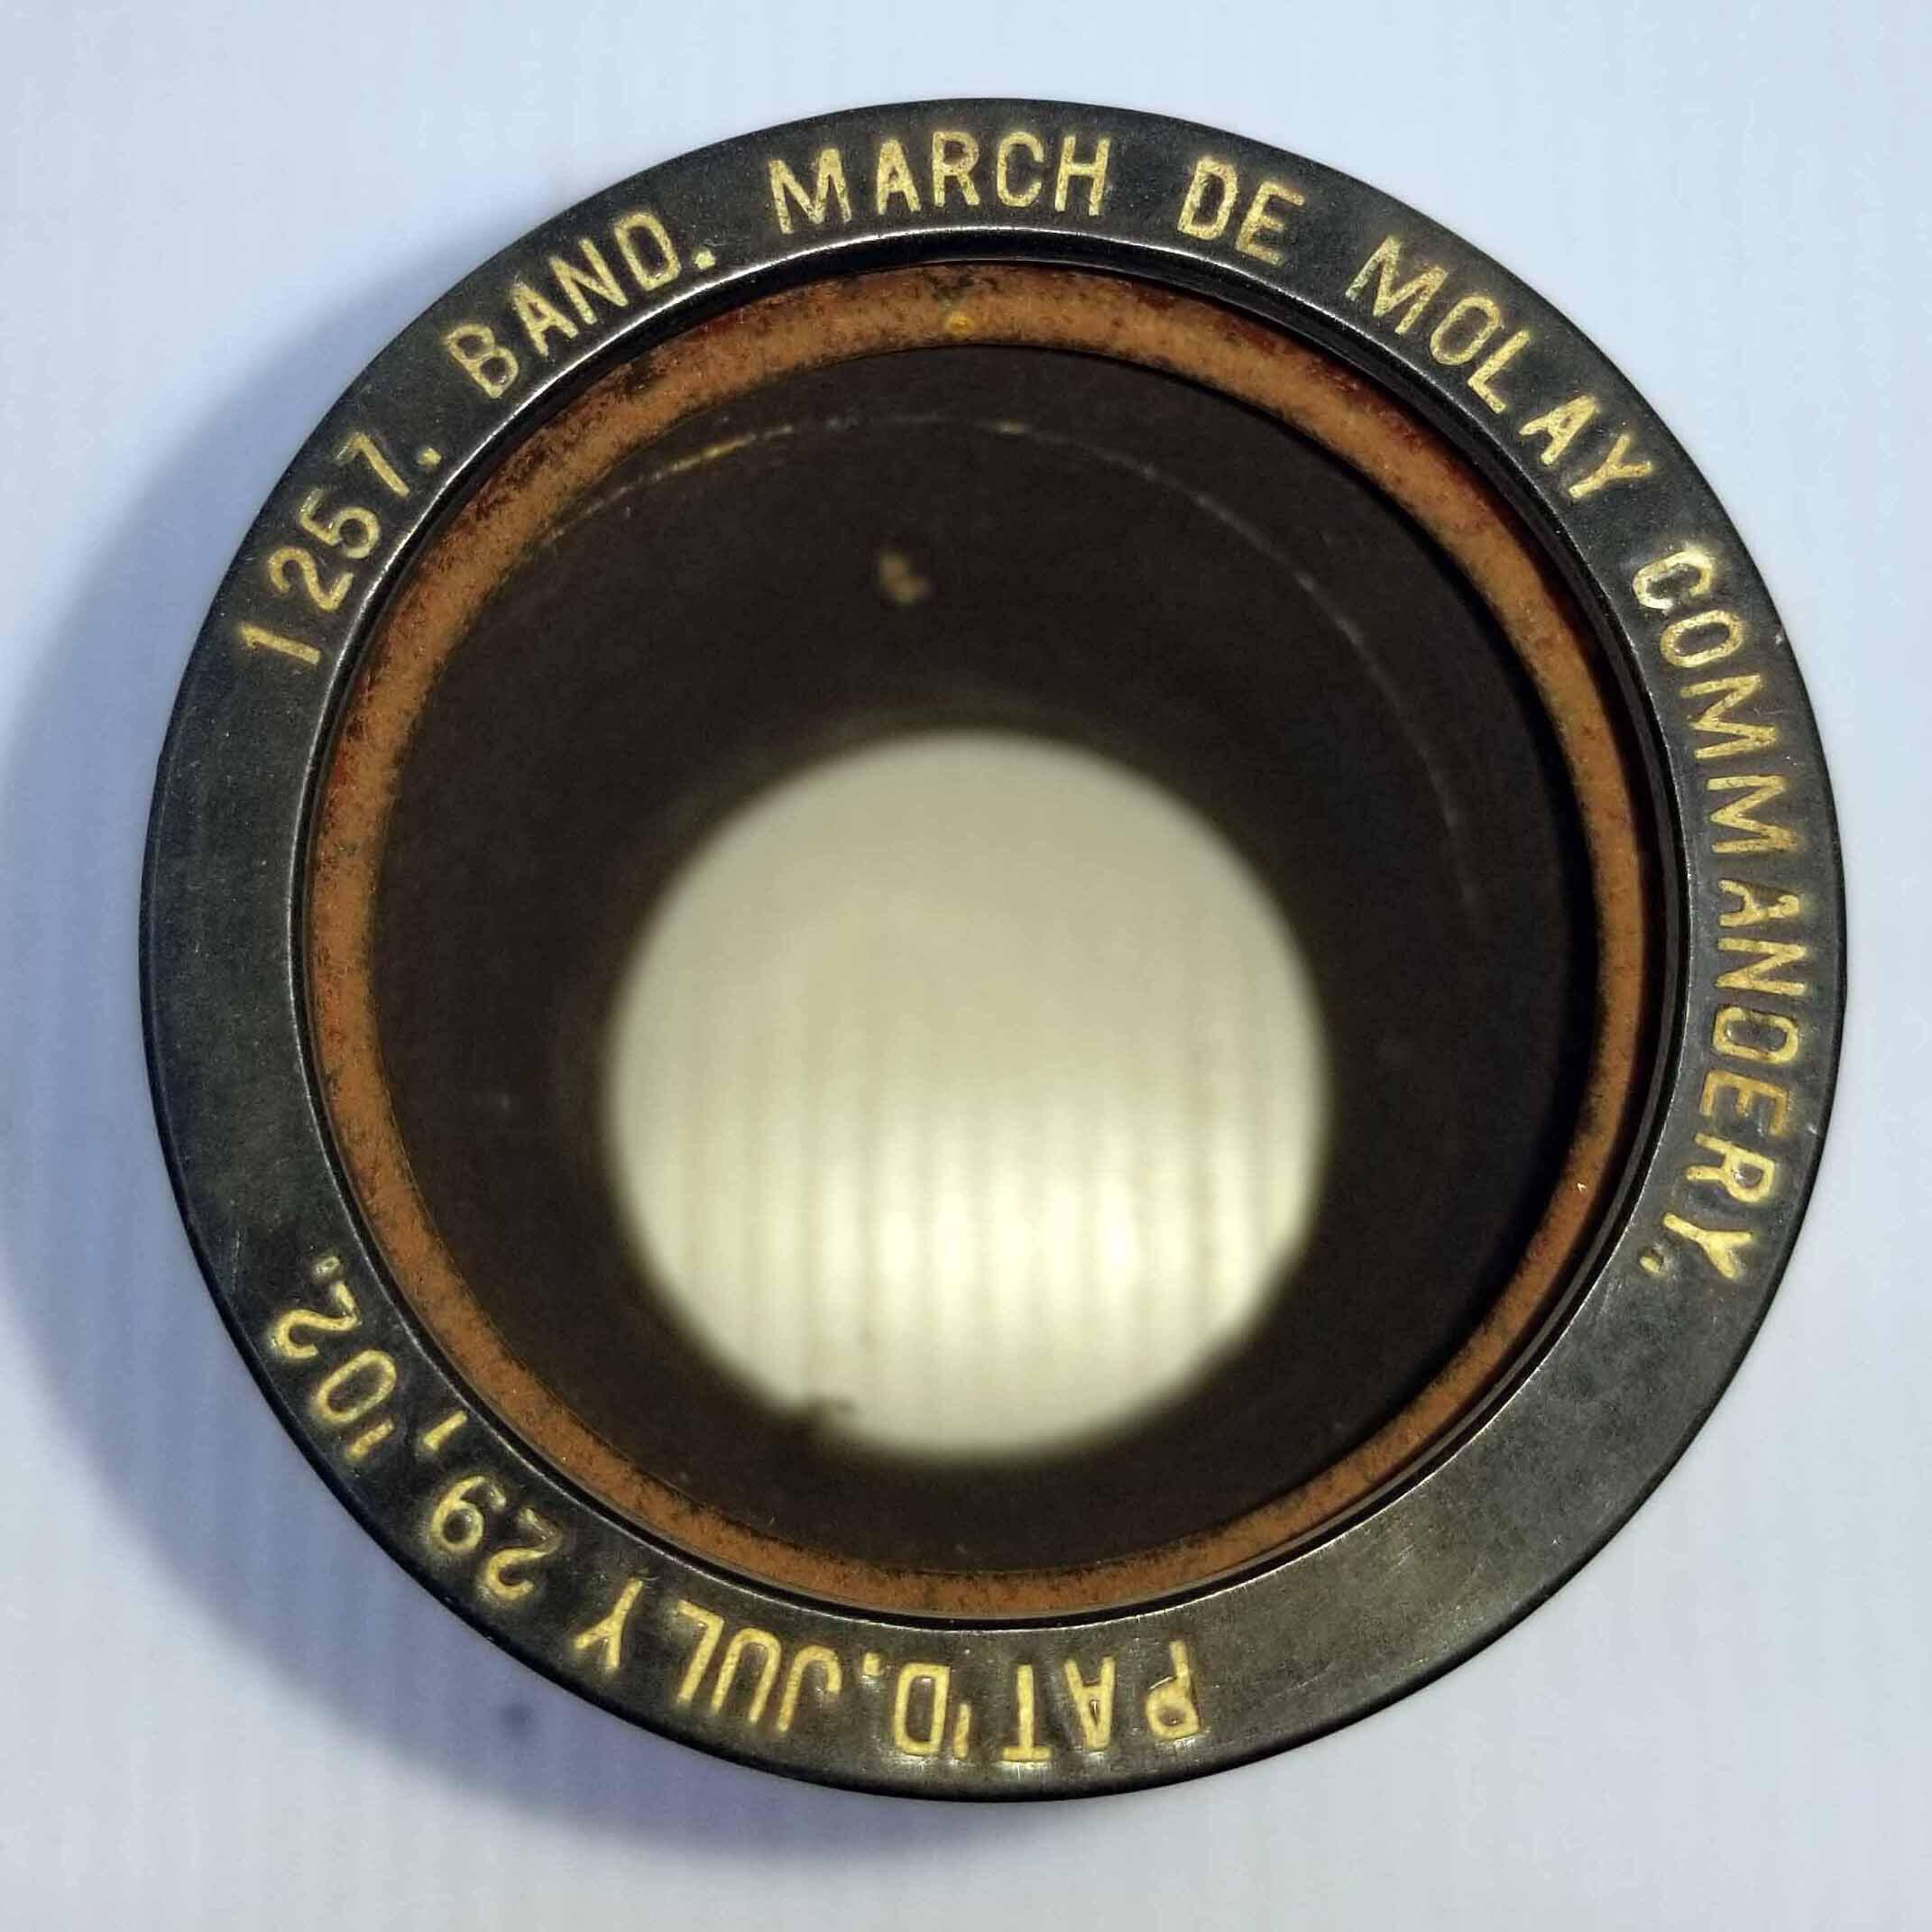 1257. BAND. MARCH DE MOLAY COMMANDERY.
PAT'D. JULY 29, '02.